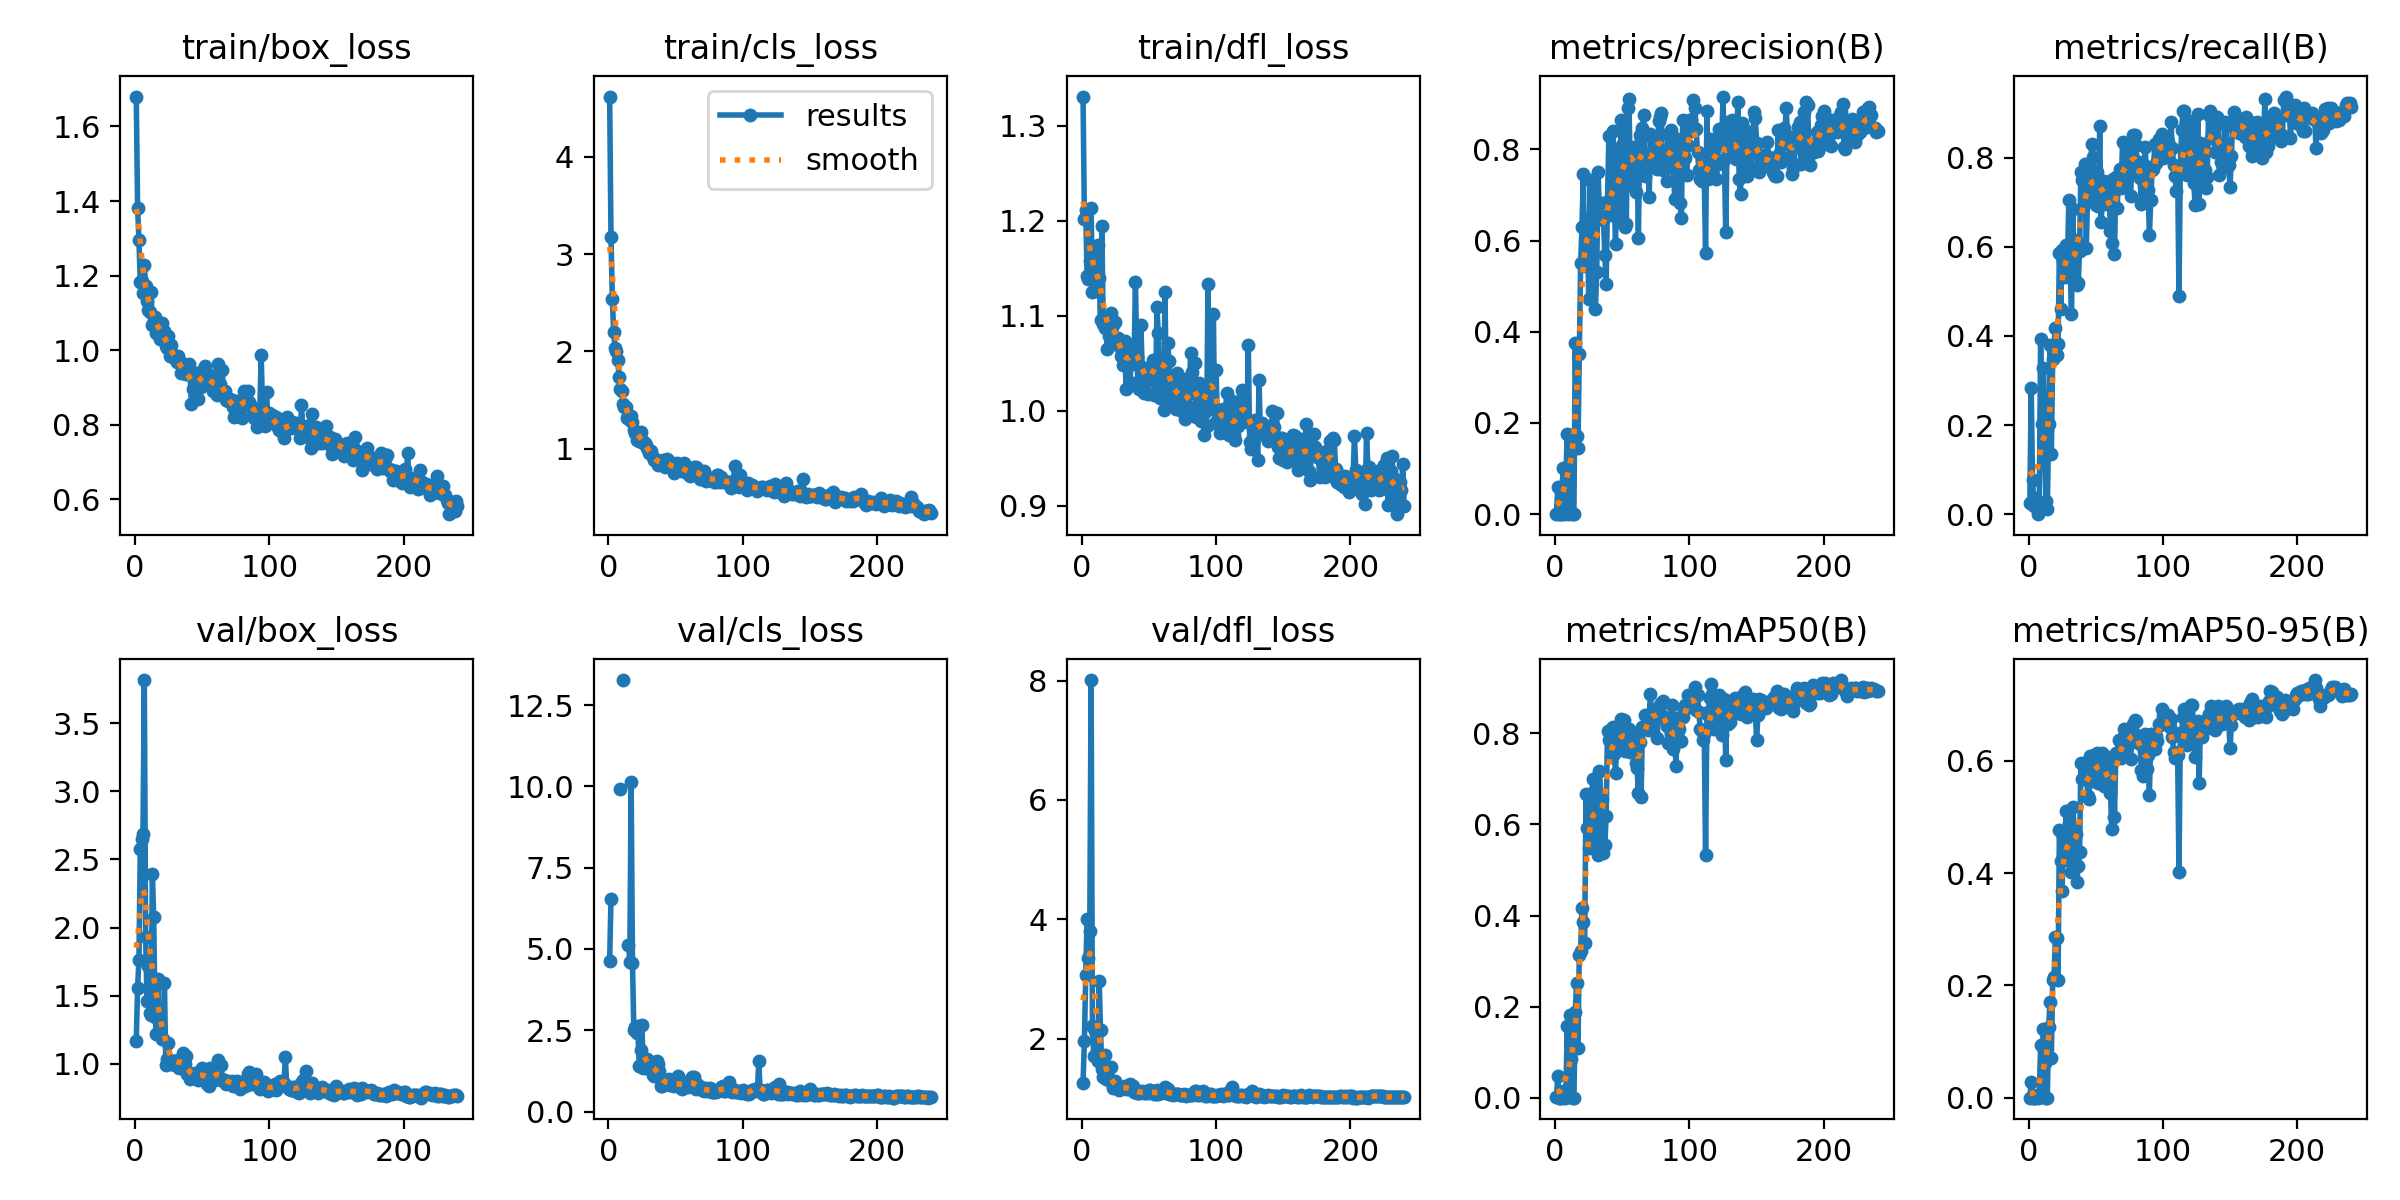 train/box_loss
1.6
1.4
1.2
1.0
0.8
0.6
0 100 200
train/cls_loss
results
smooth
4
3
2
1
0 100 200
train/dfl_loss
1.3
1.2
1.1
1.0
0.9
0 100 200
metrics/precision(B)
0.8
0.6
0.4
0.2
0.0
0 100 200
metrics/recall(B)
0.8
0.6
0.4
0.2
0.0
0 100 200
val/box_loss
3.5
3.0
2.5
2.0
1.5
1.0
0 100 200
val/cls_loss
12.5
10.0
7.5
5.0
2.5
0.0
0 100 200
val/dfl_loss
8
6
4
2
0 100 200
metrics/mAP50(B)
0.8
0.6
0.4
0.2
0.0
0 100 200
metrics/mAP50-95(B)
0.6
0.4
0.2
0.0
0 100 200